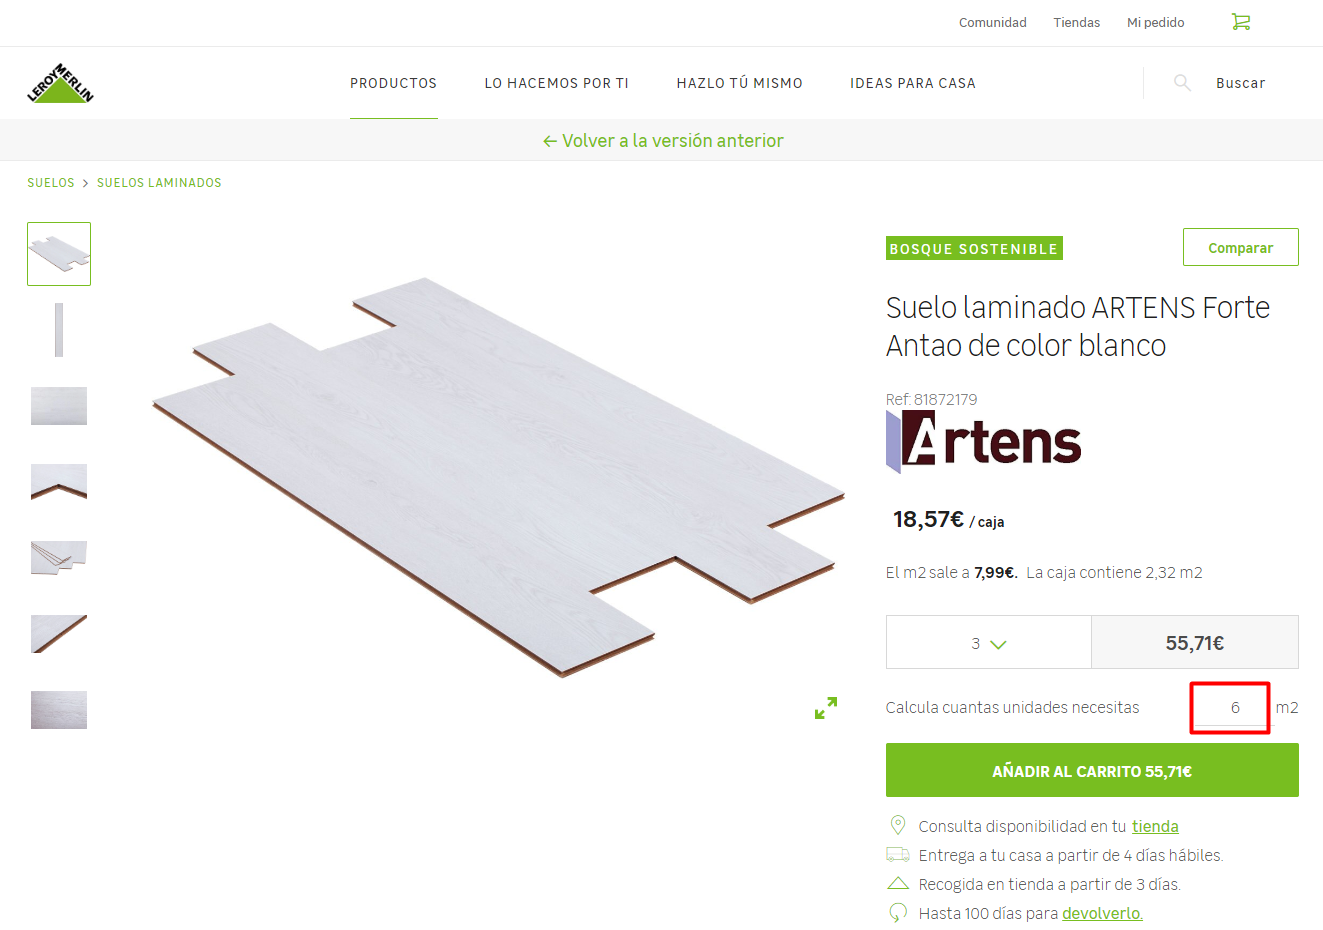 Comunidad Tiendas Mi pedido
LEROY MERLIN
PRODUCTOS LO HACEMOS POR TI HAZLO TÚ MISMO IDEAS PARA CASA Buscar
← Volver a la versión anterior
SUELOS > SUELOS LAMINADOS
BOSQUE SOSTENIBLE Comparar
Suelo laminado ARTENS Forte
Antao de color blanco
Ref: 81872179
Artens
18,57€ / caja
El m2 sale a 7,99€. La caja contiene 2,32 m2
3 55,71€
Calcula cuantas unidades necesitas 6 m2
AÑADIR AL CARRITO 55,71€
Consulta disponibilidad en tu tienda
Entrega a tu casa a partir de 4 días hábiles.
Recogida en tienda a partir de 3 días.
Hasta 100 días para devolverlo.